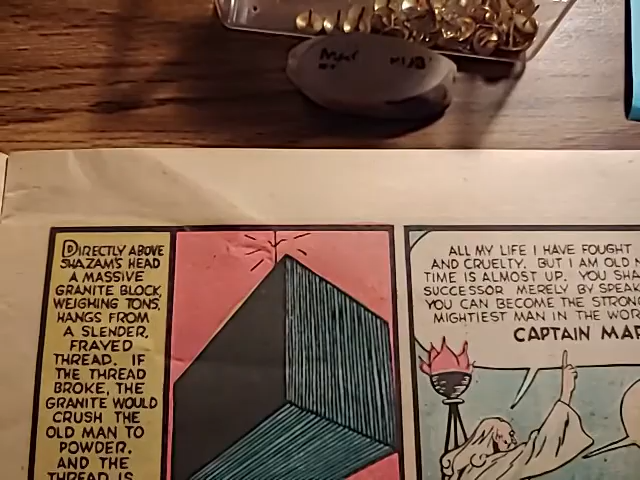 DIRECTLY ABOVE
SHAZAM'S HEAD
A MASSIVE
GRANITE BLOCK,
WEIGHING TONS,
HANGS FROM
A SLENDER,
FRAYED
THREAD. IF
THE THREAD
BROKE, THE
GRANITE WOULD
CRUSH THE
OLD MAN TO
POWDER.
AND THE
THREAD IS
ALL MY LIFE I HAVE FOUGHT
AND CRUELTY. BUT I AM OLD
TIME IS ALMOST UP. YOU SHA
SUCCESSOR MERELY BY SPEAK
YOU CAN BECOME THE STRON
MIGHTIEST MAN IN THE WOR
CAPTAIN MAR